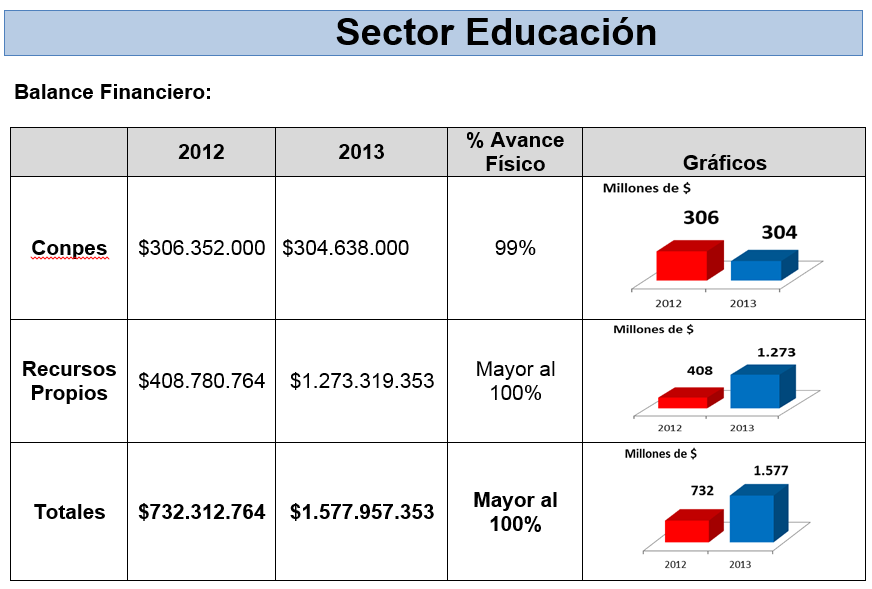 Sector Educación
Balance Financiero:
2012
2013
% Avance
Físico
Gráficos
Conpes
$306.352.000
$304.638.000
99%
Millones de $
306
304
2012
2013
Recursos
Propios
$408.780.764
$1.273.319.353
Mayor al
100%
Millones de $
408
1.273
2012
2013
Totales
$732.312.764
$1.577.957.353
Mayor al
100%
Millones de $
732
1.577
2012
2013